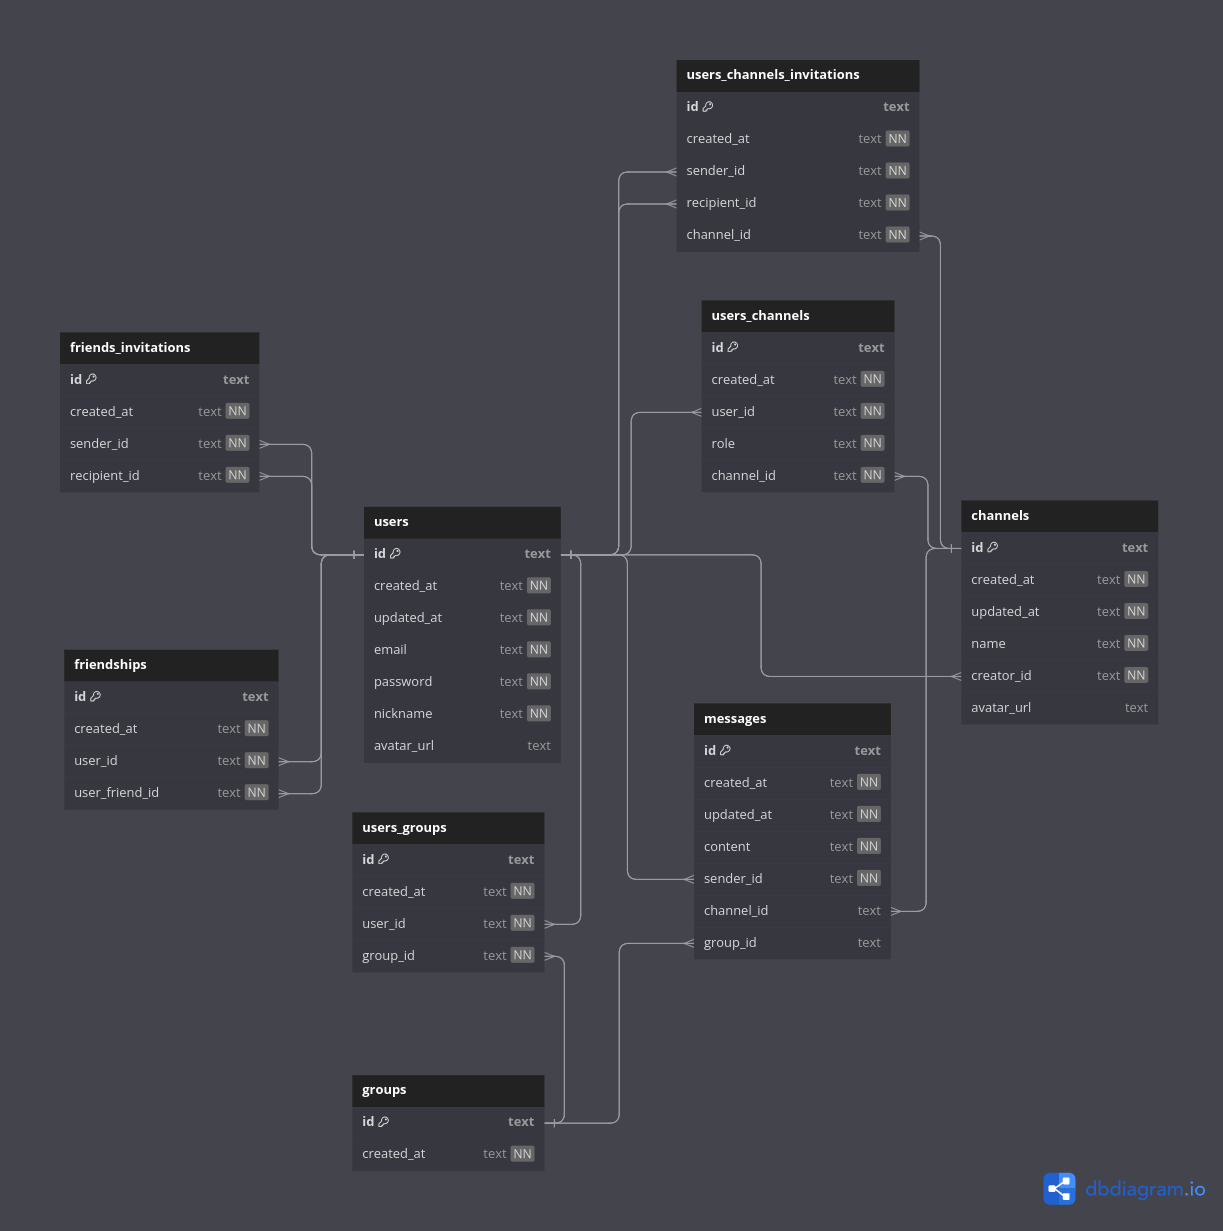 users_channels_invitations
id text
created_at text NN
sender_id text NN
recipient_id text NN
channel_id text NN
users_channels
id text
created_at text NN
user_id text NN
role text NN
channel_id text NN
friends_invitations
id text
created_at text NN
sender_id text NN
recipient_id text NN
users
id text
created_at text NN
updated_at text NN
email text NN
password text NN
nickname text NN
avatar_url text
channels
id text
created_at text NN
updated_at text NN
name text NN
creator_id text NN
avatar_url text
friendships
id text
created_at text NN
user_id text NN
user_friend_id text NN
messages
id text
created_at text NN
updated_at text NN
content text NN
sender_id text NN
channel_id text
group_id text
users_groups
id text
created_at text NN
user_id text NN
group_id text NN
groups
id text
created_at text NN
dbdiagram.io